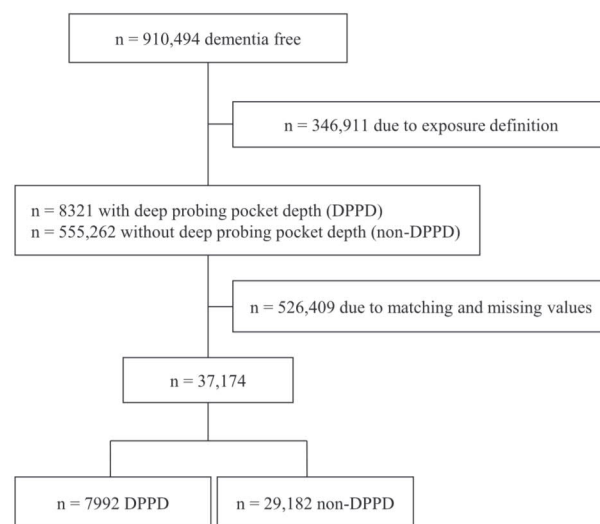 n = 910,494 dementia free
n = 346,911 due to exposure definition
n = 8321 with deep probing pocket depth (DPPD)
n = 555,262 without deep probing pocket depth (non-DPPD)
n = 526,409 due to matching and missing values
n = 37,174
n = 7992 DPPD
n = 29,182 non-DPPD